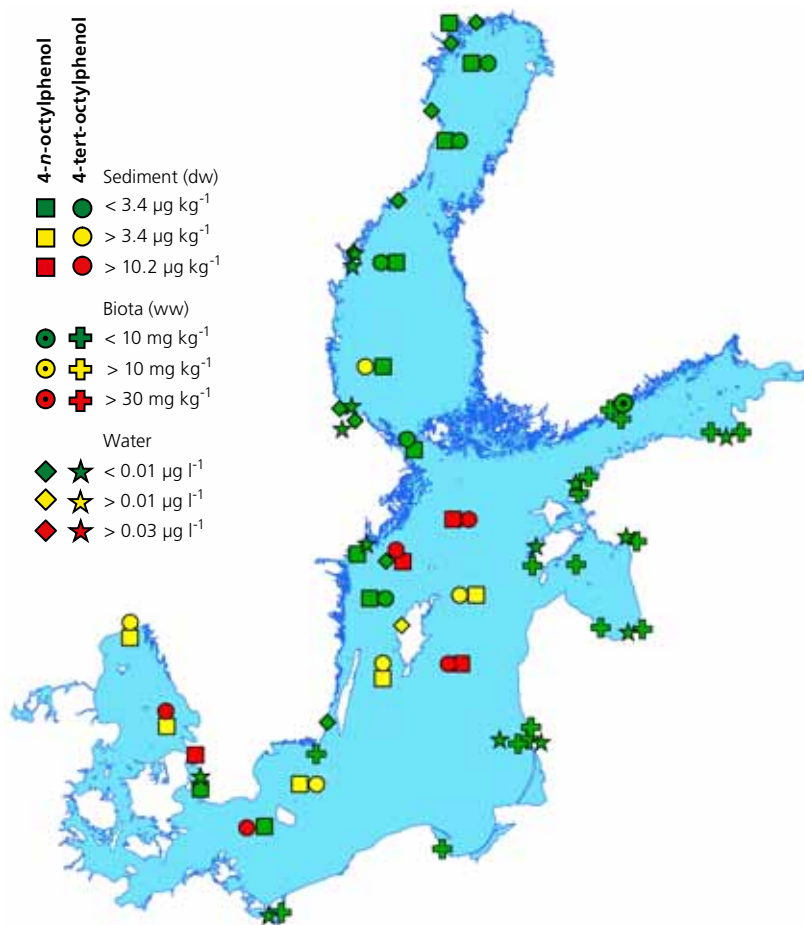 4-n-octylphenol
4-tert-octylphenol
Sediment (dw)
< 3.4 µg kg⁻¹
> 3.4 µg kg⁻¹
> 10.2 µg kg⁻¹
Biota (ww)
< 10 mg kg⁻¹
> 10 mg kg⁻¹
> 30 mg kg⁻¹
Water
< 0.01 µg l⁻¹
> 0.01 µg l⁻¹
> 0.03 µg l⁻¹